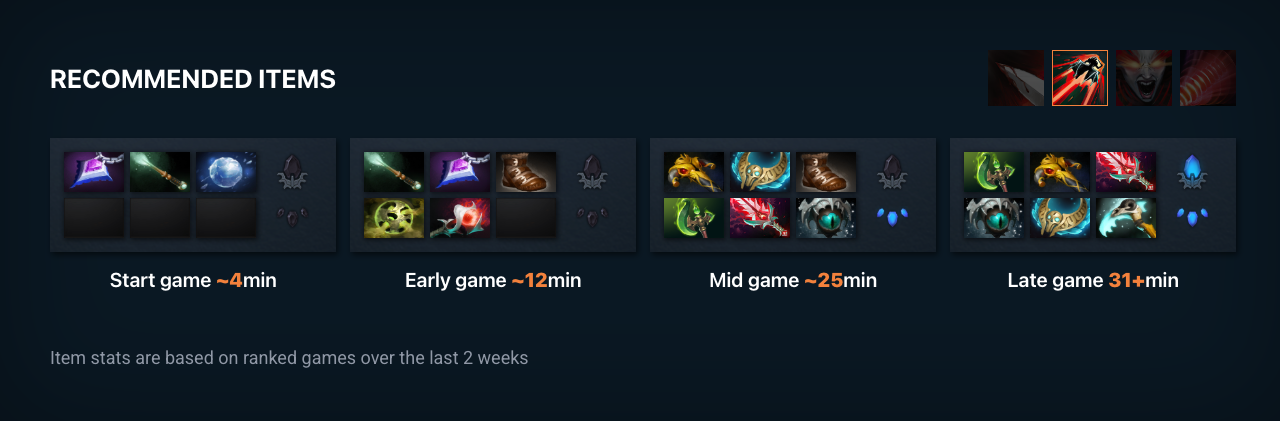 RECOMMENDED ITEMS
Start game ~4min
Early game ~12min
Mid game ~25min
Late game 31+min
Item stats are based on ranked games over the last 2 weeks